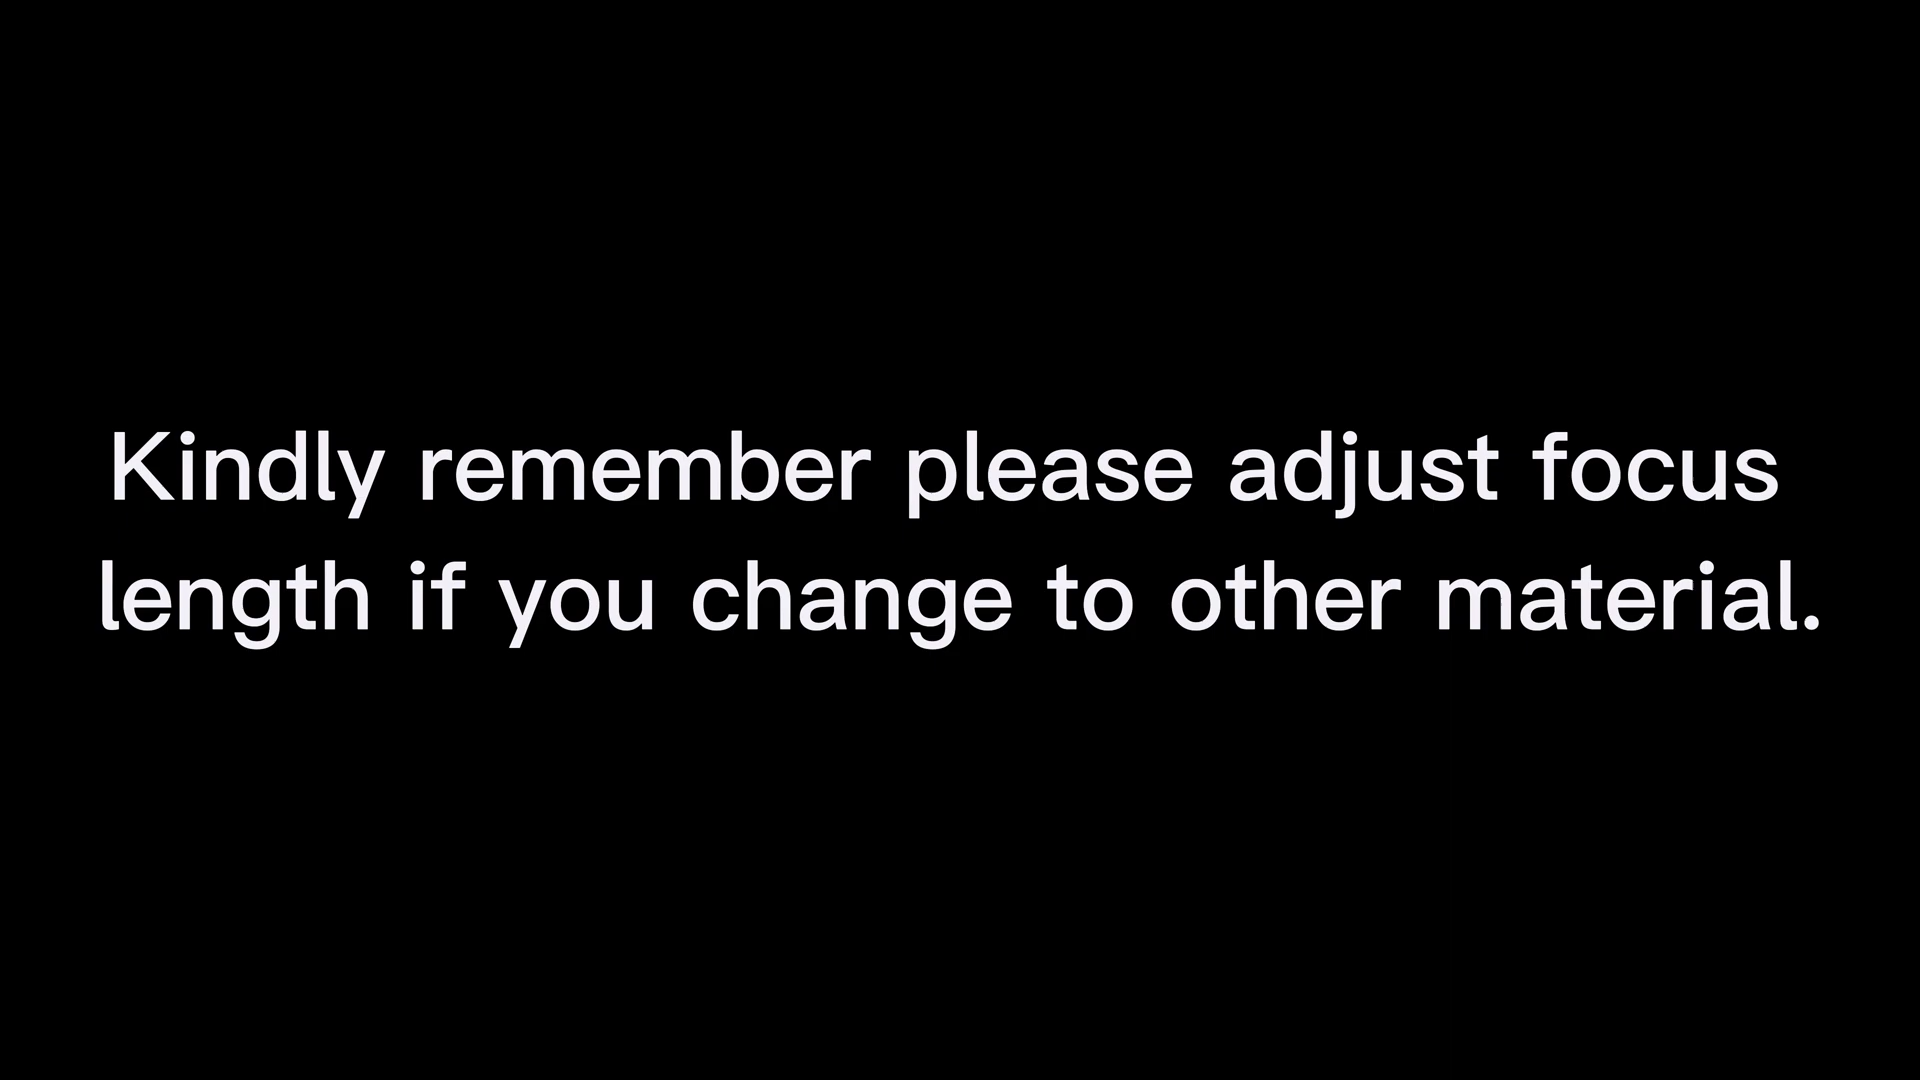 Kindly remember please adjust focus
length if you change to other material.